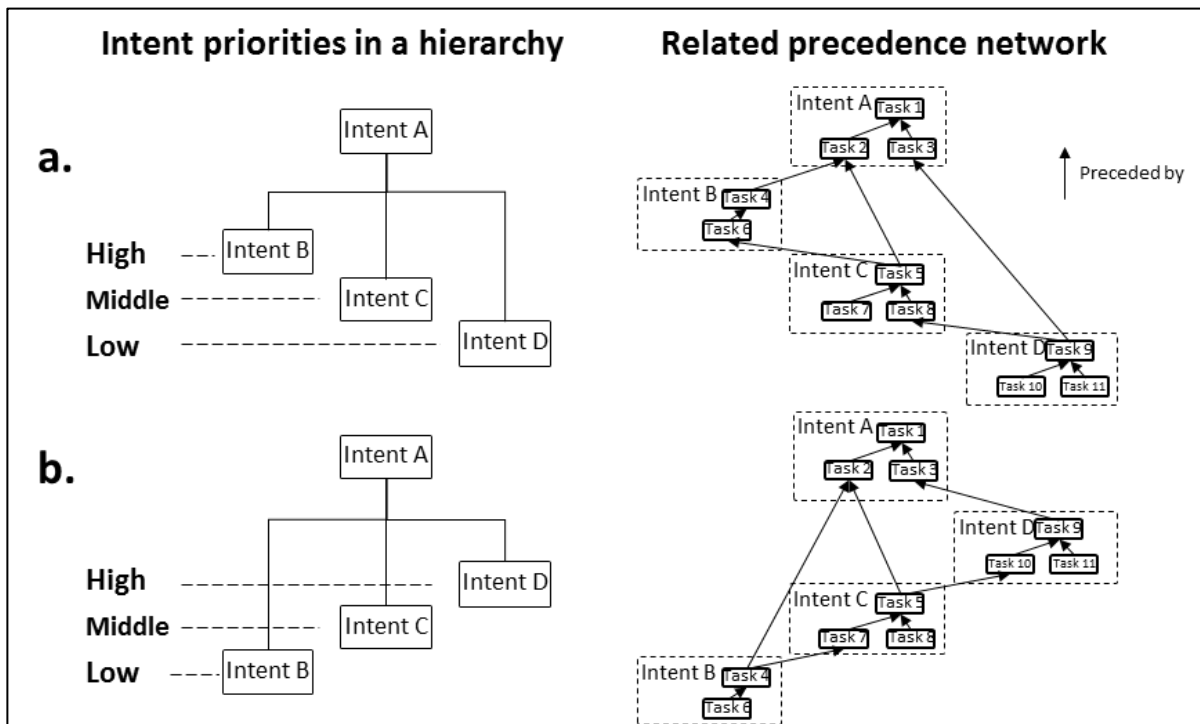 Intent priorities in a hierarchy
Related precedence network
a.
Intent A
Intent B
Intent C
Intent D
High
Middle
Low
Intent A
Task 1
Task 2
Task 3
Preceded by
Intent B
Task 4
Task 6
Intent C
Task 5
Task 7
Task 8
Intent D
Task 9
Task 10
Task 11
b.
Intent A
High
Intent D
Middle
Intent C
Low
Intent B
Intent A
Task 1
Task 2
Task 3
Intent D
Task 9
Task 10
Task 11
Intent C
Task 5
Task 7
Task 8
Intent B
Task 4
Task 6